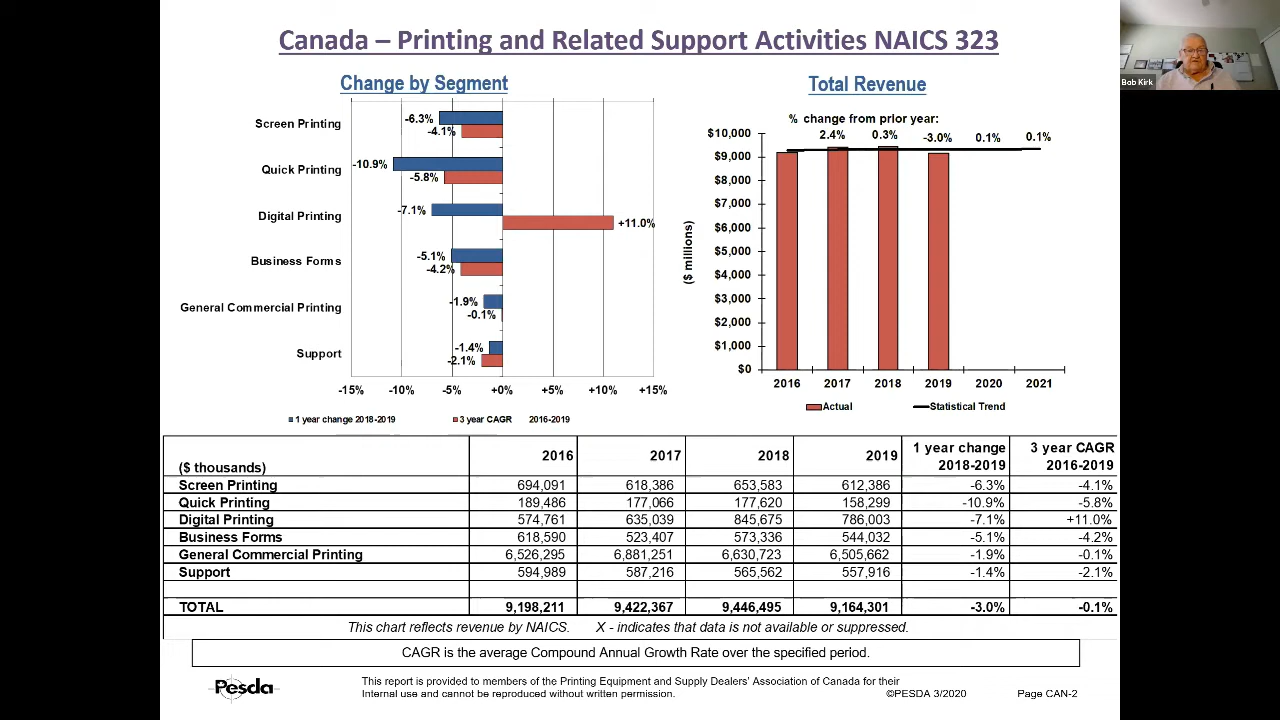 Canada – Printing and Related Support Activities NAICS 323
Bob Kirk
Change by Segment
Screen Printing
-6.3%
-4.1%
Quick Printing
-10.9%
-5.8%
Digital Printing
-7.1%
+11.0%
Business Forms
-5.1%
-4.2%
General Commercial Printing
-1.9%
-0.1%
Support
-1.4%
-2.1%
-15% -10% -5% +0% +5% +10% +15%
1 year change 2018-2019 3 year CAGR 2016-2019
Total Revenue
% change from prior year:
2.4% 0.3% -3.0% 0.1% 0.1%
($ millions)
$10,000
$9,000
$8,000
$7,000
$6,000
$5,000
$4,000
$3,000
$2,000
$1,000
$0
2016 2017 2018 2019 2020 2021
Actual Statistical Trend
($ thousands) 2016 2017 2018 2019 1 year change 2018-2019 3 year CAGR 2016-2019
Screen Printing 694,091 618,386 653,583 612,386 -6.3% -4.1%
Quick Printing 189,486 177,066 177,620 158,299 -10.9% -5.8%
Digital Printing 574,761 635,039 845,675 786,003 -7.1% +11.0%
Business Forms 618,590 523,407 573,336 544,032 -5.1% -4.2%
General Commercial Printing 6,526,295 6,881,251 6,630,723 6,505,662 -1.9% -0.1%
Support 594,989 587,216 565,562 557,916 -1.4% -2.1%
TOTAL 9,198,211 9,422,367 9,446,495 9,164,301 -3.0% -0.1%
This chart reflects revenue by NAICS. X - indicates that data is not available or suppressed.
CAGR is the average Compound Annual Growth Rate over the specified period.
Pesda
This report is provided to members of the Printing Equipment and Supply Dealers' Association of Canada for their
Internal use and cannot be reproduced without written permission. ©PESDA 3/2020 Page CAN-2